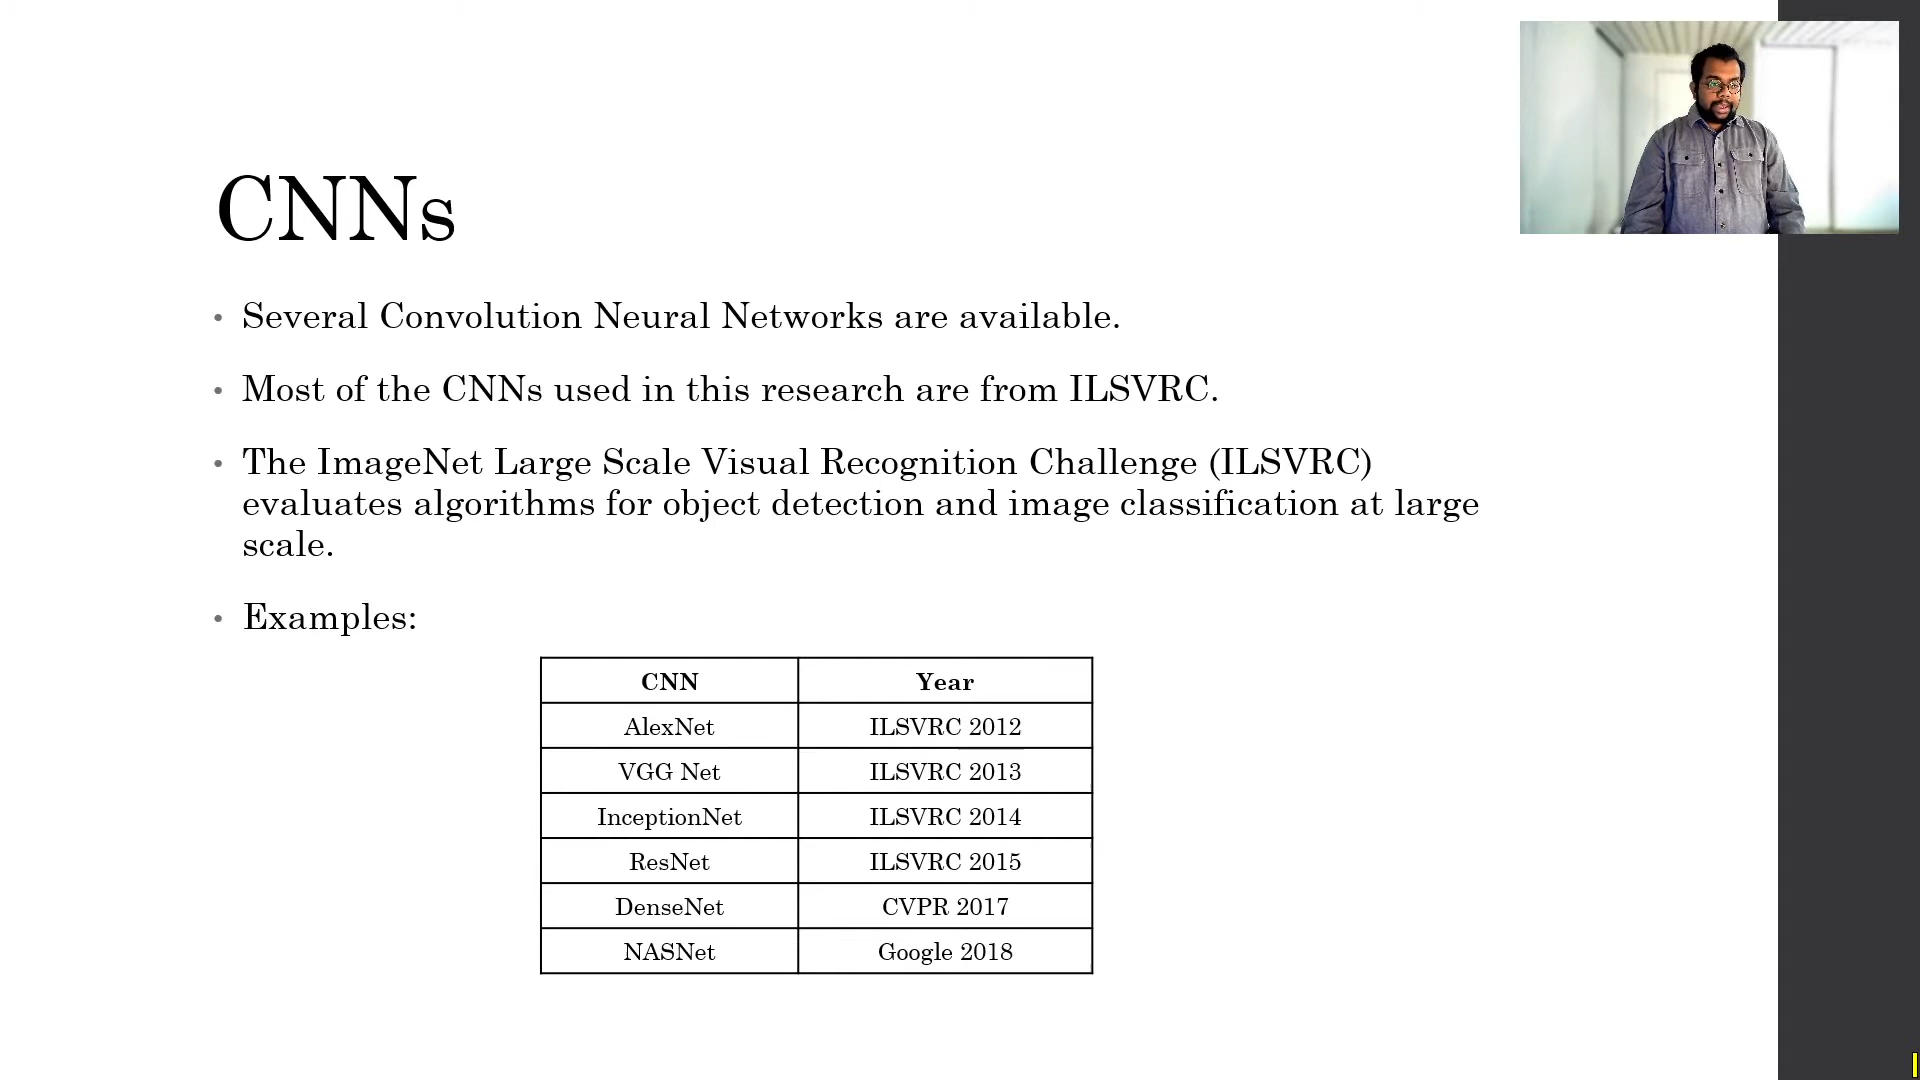 CNNs
• Several Convolution Neural Networks are available.
• Most of the CNNs used in this research are from ILSVRC.
• The ImageNet Large Scale Visual Recognition Challenge (ILSVRC)
evaluates algorithms for object detection and image classification at large
scale.
• Examples:
CNN Year
AlexNet ILSVRC 2012
VGG Net ILSVRC 2013
InceptionNet ILSVRC 2014
ResNet ILSVRC 2015
DenseNet CVPR 2017
NASNet Google 2018